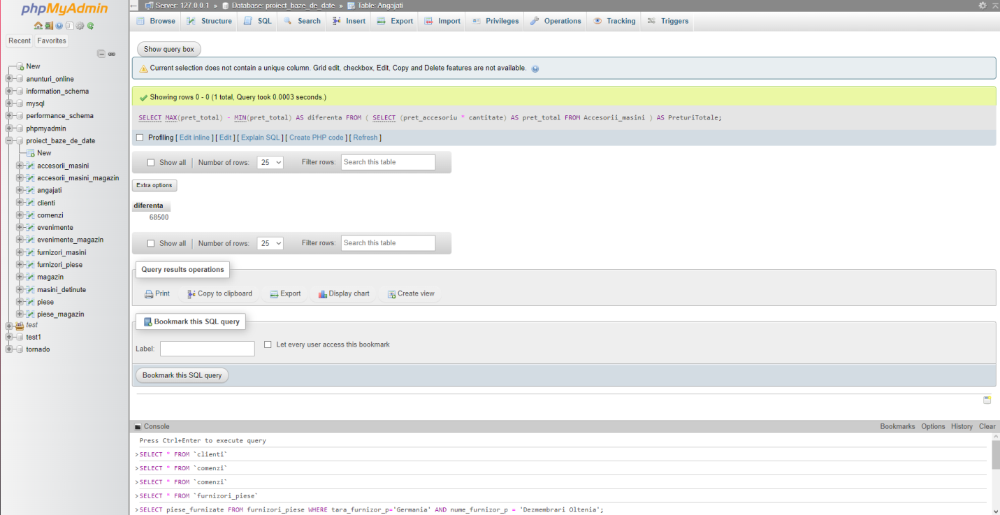 phpMyAdmin
Recent Favorites
New
anunturi_online
information_schema
mysql
performance_schema
phpmyadmin
proiect_baze_de_date
New
accesorii_masini
accesorii_masini_magazin
angajati
clienti
comenzi
evenimente
evenimente_magazin
furnizori_masini
furnizori_piese
magazin
masini_detinute
piese
piese_magazin
test
test1
tornado
Server: 127.0.0.1 » Database: proiect_baze_de_date » Table: Angajati
Browse Structure SQL Search Insert Export Import Privileges Operations Tracking Triggers
Show query box
Current selection does not contain a unique column. Grid edit, checkbox, Edit, Copy and Delete features are not available.
Showing rows 0 - 0 (1 total, Query took 0.0003 seconds.)
SELECT MAX(pret_total) - MIN(pret_total) AS diferenta FROM ( SELECT (pret_accesoriu * cantitate) AS pret_total FROM Accesorii_masini ) AS PreturiTotale;
Profiling [ Edit inline ] [ Edit ] [ Explain SQL ] [ Create PHP code ] [ Refresh ]
Show all | Number of rows: 25 Filter rows: Search this table
Extra options
diferenta
68500
Show all | Number of rows: 25 Filter rows: Search this table
Query results operations
Print Copy to clipboard Export Display chart Create view
Bookmark this SQL query
Label: Let every user access this bookmark
Bookmark this SQL query
Console Bookmarks Options History Clear
Press Ctrl+Enter to execute query
>SELECT * FROM `clienti`
>SELECT * FROM `comenzi`
>SELECT * FROM `comenzi`
>SELECT * FROM `furnizori_piese`
>SELECT piese_furnizate FROM furnizori_piese WHERE tara_furnizor_p='Germania' AND nume_furnizor_p = 'Dezmembrari Oltenia';